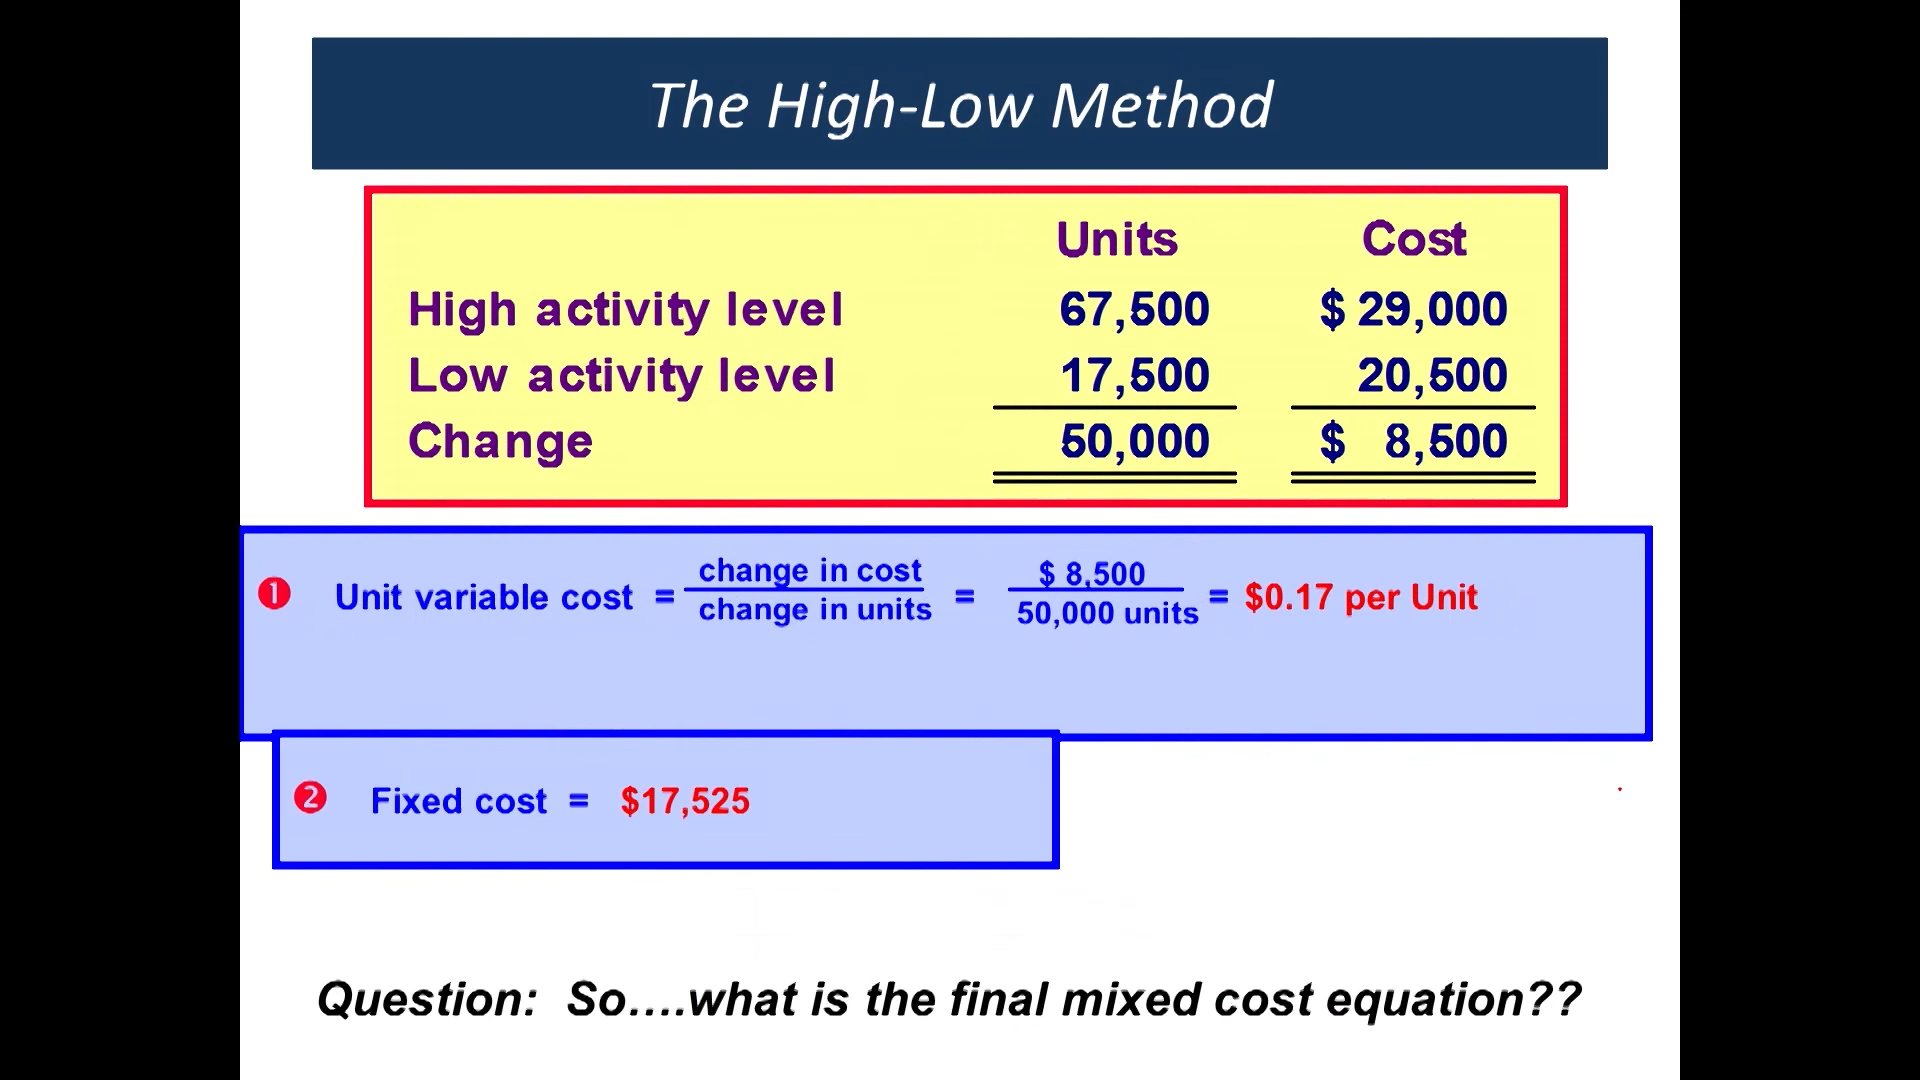 The High-Low Method
Units Cost
High activity level 67,500 $ 29,000
Low activity level 17,500 20,500
Change 50,000 $ 8,500
❶ Unit variable cost = change in cost / change in units = $ 8,500 / 50,000 units = $0.17 per Unit
❷ Fixed cost = $17,525
Question: So....what is the final mixed cost equation??